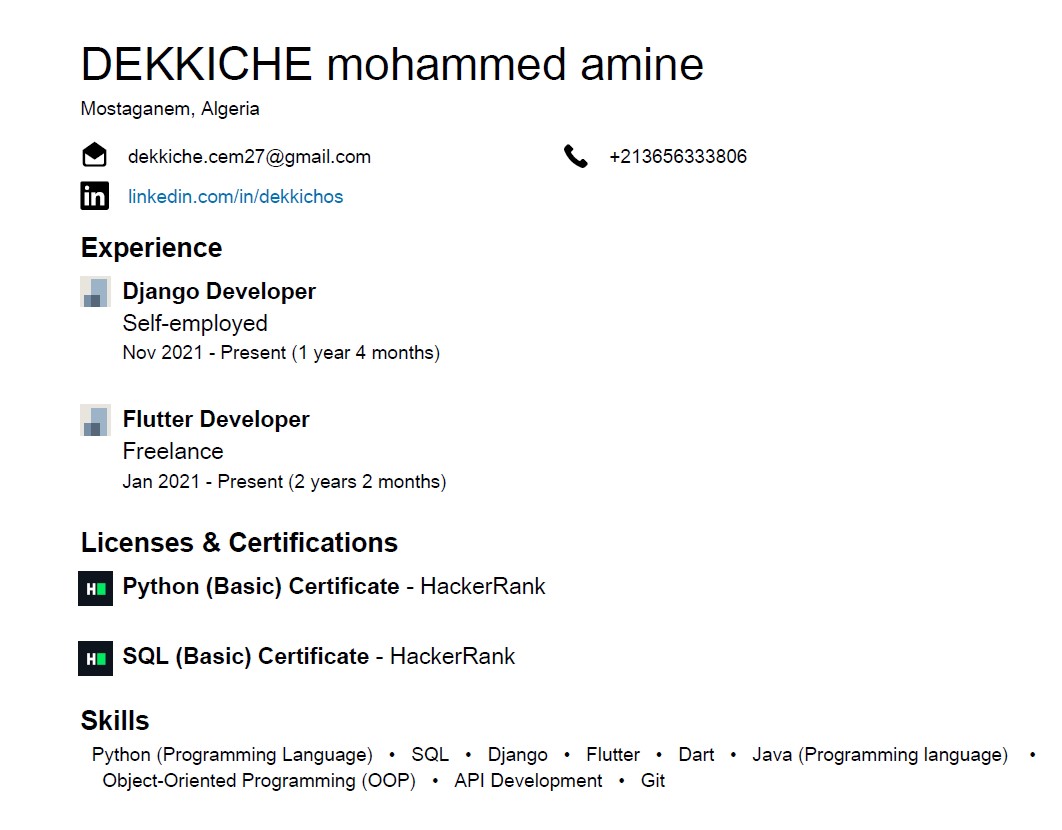 DEKKICHE mohammed amine
Mostaganem, Algeria
dekkiche.cem27@gmail.com +213656333806
in linkedin.com/in/dekkichos
Experience
Django Developer
Self-employed
Nov 2021 - Present (1 year 4 months)
Flutter Developer
Freelance
Jan 2021 - Present (2 years 2 months)
Licenses & Certifications
H Python (Basic) Certificate - HackerRank
H SQL (Basic) Certificate - HackerRank
Skills
Python (Programming Language) • SQL • Django • Flutter • Dart • Java (Programming language) •
Object-Oriented Programming (OOP) • API Development • Git